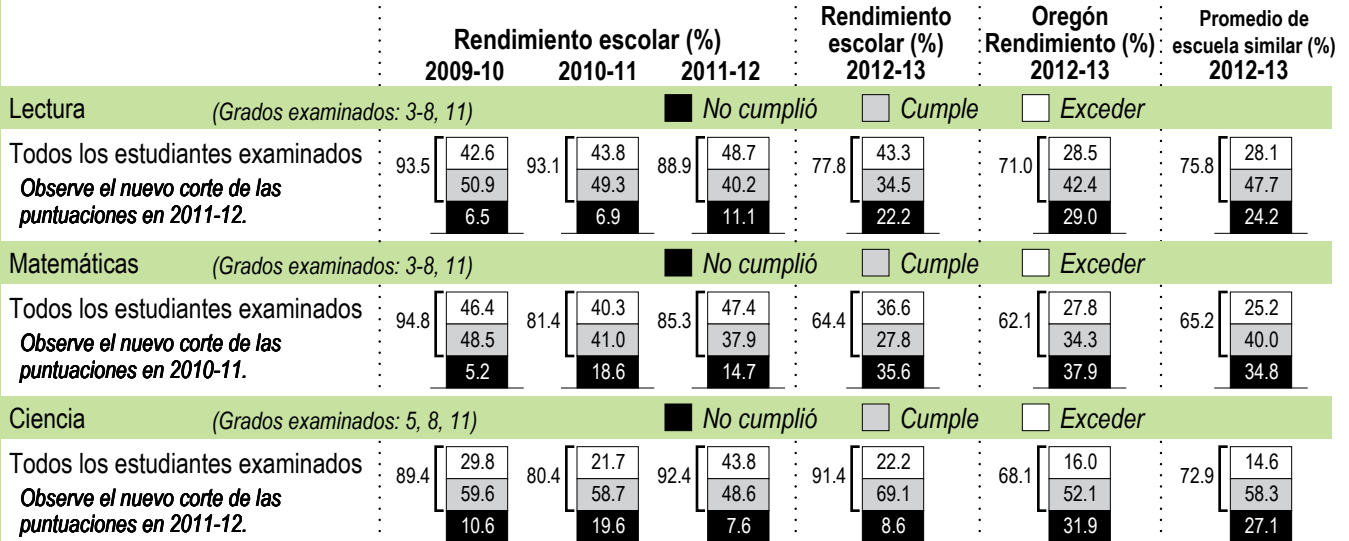 Rendimiento escolar (%)
2009-10 2010-11 2011-12
Rendimiento
escolar (%)
2012-13
Oregón
Rendimiento (%)
2012-13
Promedio de
escuela similar (%)
2012-13
Lectura (Grados examinados: 3-8, 11) No cumplió Cumple Exceder
Todos los estudiantes examinados
Observe el nuevo corte de las
puntuaciones en 2011-12.
93.5 42.6 50.9 6.5
93.1 43.8 49.3 6.9
88.9 48.7 40.2 11.1
77.8 43.3 34.5 22.2
71.0 28.5 42.4 29.0
75.8 28.1 47.7 24.2
Matemáticas (Grados examinados: 3-8, 11) No cumplió Cumple Exceder
Todos los estudiantes examinados
Observe el nuevo corte de las
puntuaciones en 2010-11.
94.8 46.4 48.5 5.2
81.4 40.3 41.0 18.6
85.3 47.4 37.9 14.7
64.4 36.6 27.8 35.6
62.1 27.8 34.3 37.9
65.2 25.2 40.0 34.8
Ciencia (Grados examinados: 5, 8, 11) No cumplió Cumple Exceder
Todos los estudiantes examinados
Observe el nuevo corte de las
puntuaciones en 2011-12.
89.4 29.8 59.6 10.6
80.4 21.7 58.7 19.6
92.4 43.8 48.6 7.6
91.4 22.2 69.1 8.6
68.1 16.0 52.1 31.9
72.9 14.6 58.3 27.1